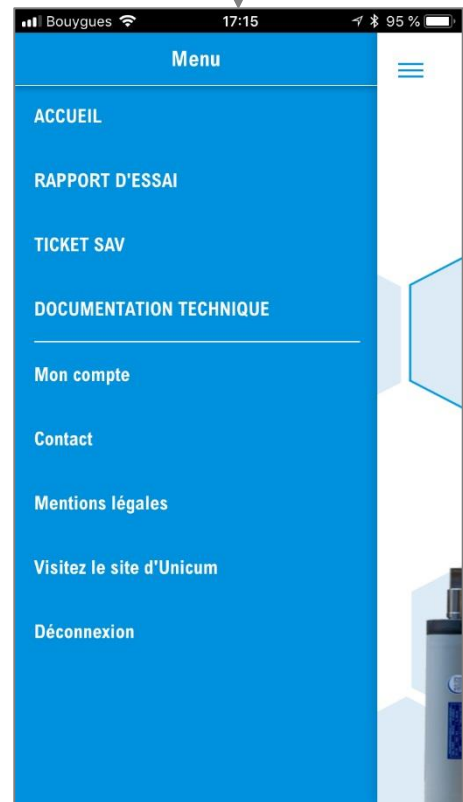 Bouygues 17:15 95 %
Menu
ACCUEIL
RAPPORT D'ESSAI
TICKET SAV
DOCUMENTATION TECHNIQUE
Mon compte
Contact
Mentions légales
Visitez le site d'Unicum
Déconnexion